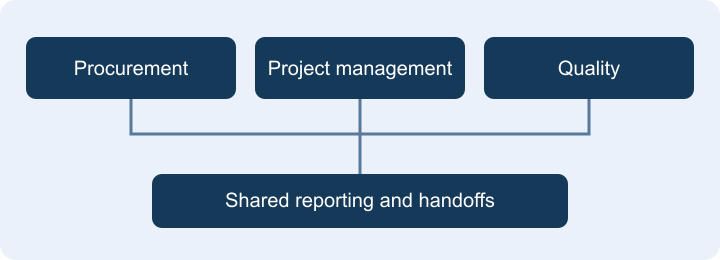 Procurement
Project management
Quality
Shared reporting and handoffs